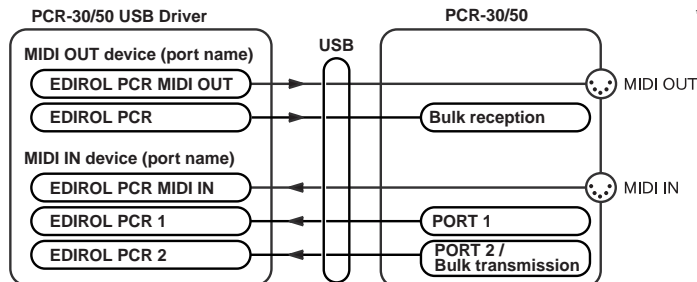 PCR-30/50 USB Driver
PCR-30/50
USB
MIDI OUT device (port name)
EDIROL PCR MIDI OUT
MIDI OUT
EDIROL PCR
Bulk reception
MIDI IN device (port name)
EDIROL PCR MIDI IN
MIDI IN
EDIROL PCR 1
PORT 1
EDIROL PCR 2
PORT 2 /
Bulk transmission